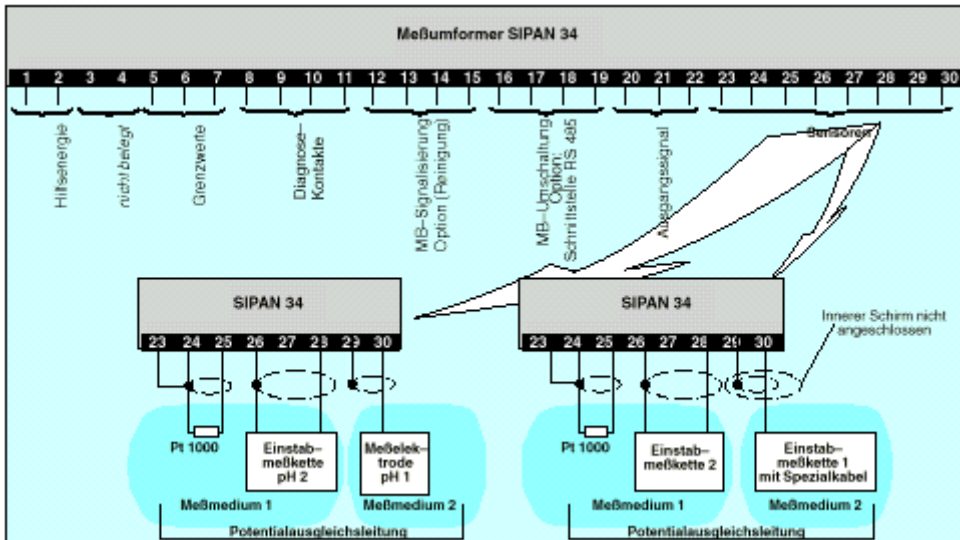 Meßumformer SIPAN 34
1 2 3 4 5 6 7 8 9 10 11 12 13 14 15 16 17 18 19 20 21 22 23 24 25 26 27 28 29 30
Hilfsenergie
nicht belegt
Grenzwerte
Diagnose–
Kontakte
MB–Signalisierung
Option (Reinigung)
MB–Umschaltung
Option:
Schnittstelle RS 485
Ausgangssignal
Sensoren
SIPAN 34
23 24 25 26 27 28 29 30
Pt 1000
Einstab–
meßkette
pH 2
Meßelek–
trode
pH 1
Meßmedium 1
Meßmedium 2
Potentialausgleichsleitung
SIPAN 34
23 24 25 26 27 28 29 30
Innerer Schirm nicht
angeschlossen
Pt 1000
Einstab–
meßkette 2
Einstab–
meßkette 1
mit Spezialkabel
Meßmedium 1
Meßmedium 2
Potentialausgleichsleitung